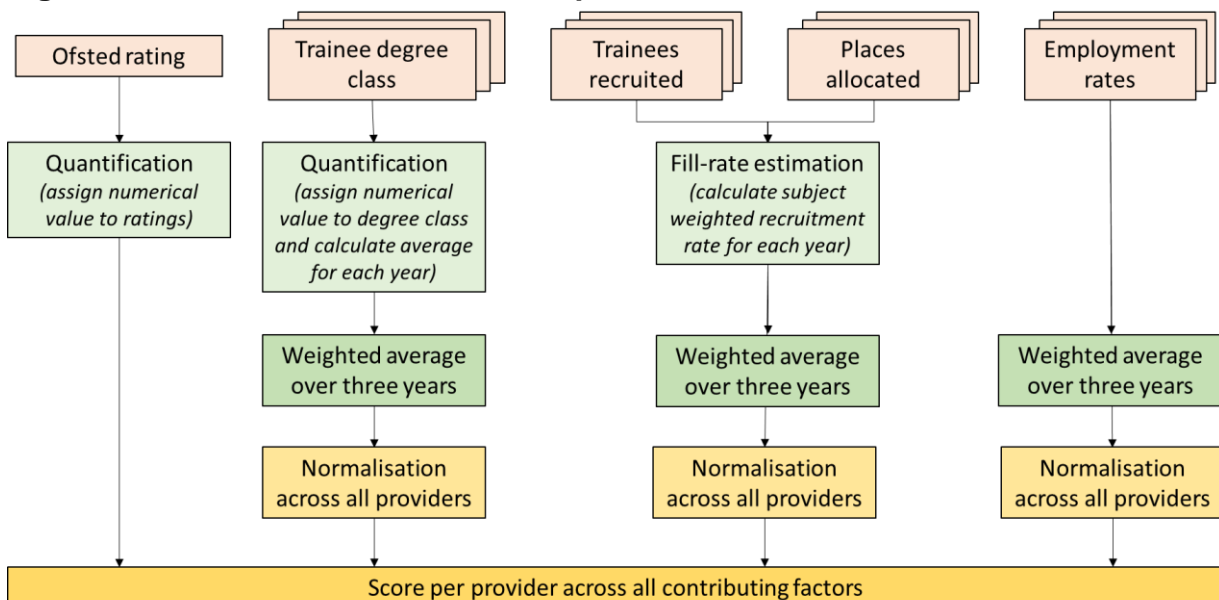 Ofsted rating
Trainee degree
class
Trainees
recruited
Places
allocated
Employment
rates
Quantification
(assign numerical
value to ratings)
Quantification
(assign numerical
value to degree class
and calculate average
for each year)
Fill-rate estimation
(calculate subject
weighted recruitment
rate for each year)
Weighted average
over three years
Weighted average
over three years
Weighted average
over three years
Normalisation
across all providers
Normalisation
across all providers
Normalisation
across all providers
Score per provider across all contributing factors